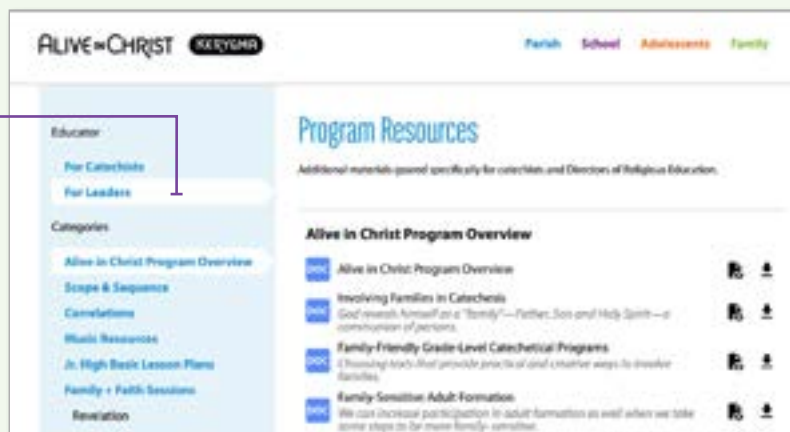 ALIVE IN CHRIST KERYGMA
Parish School Adolescents Family
Educator
For Catechists
For Leaders
Categories
Alive in Christ Program Overview
Scope & Sequence
Correlations
Music Resources
Jr. High Basic Lesson Plans
Family + Faith Sessions
Revelation
Program Resources
Additional materials geared specifically for catechists and Directors of Religious Education.
Alive in Christ Program Overview
DOC Alive in Christ Program Overview
DOC Involving Families in Catechesis
God reveals himself as a "family"—Father, Son and Holy Spirit—a
communion of persons.
DOC Family-Friendly Grade-Level Catechetical Programs
Choosing tools that provide practical and creative ways to involve
families.
DOC Family-Sensitive Adult Formation
We can increase participation in adult formation as well when we take
some steps to be more family-sensitive.